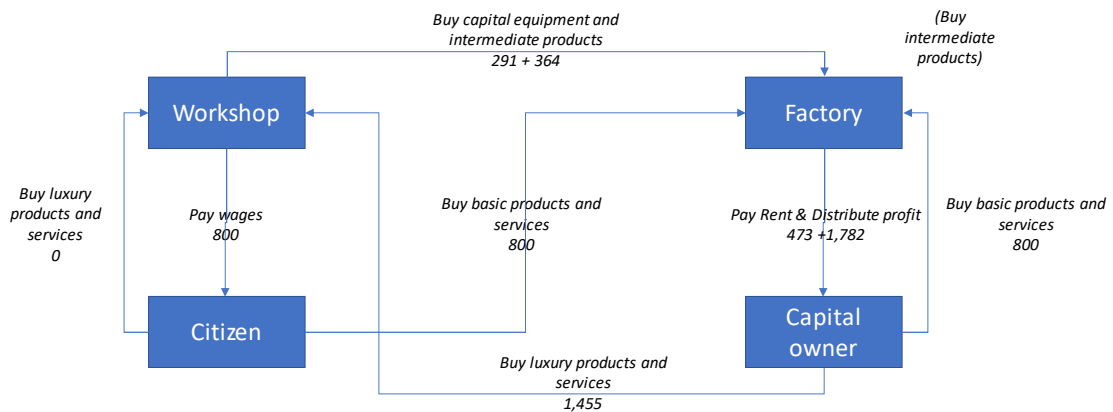 Buy capital equipment and
intermediate products
291 + 364
(Buy
intermediate
products)
Workshop
Factory
Buy luxury
products and
services
0
Pay wages
800
Buy basic products and
services
800
Pay Rent & Distribute profit
473 +1,782
Buy basic products and
services
800
Citizen
Capital
owner
Buy luxury products and
services
1,455